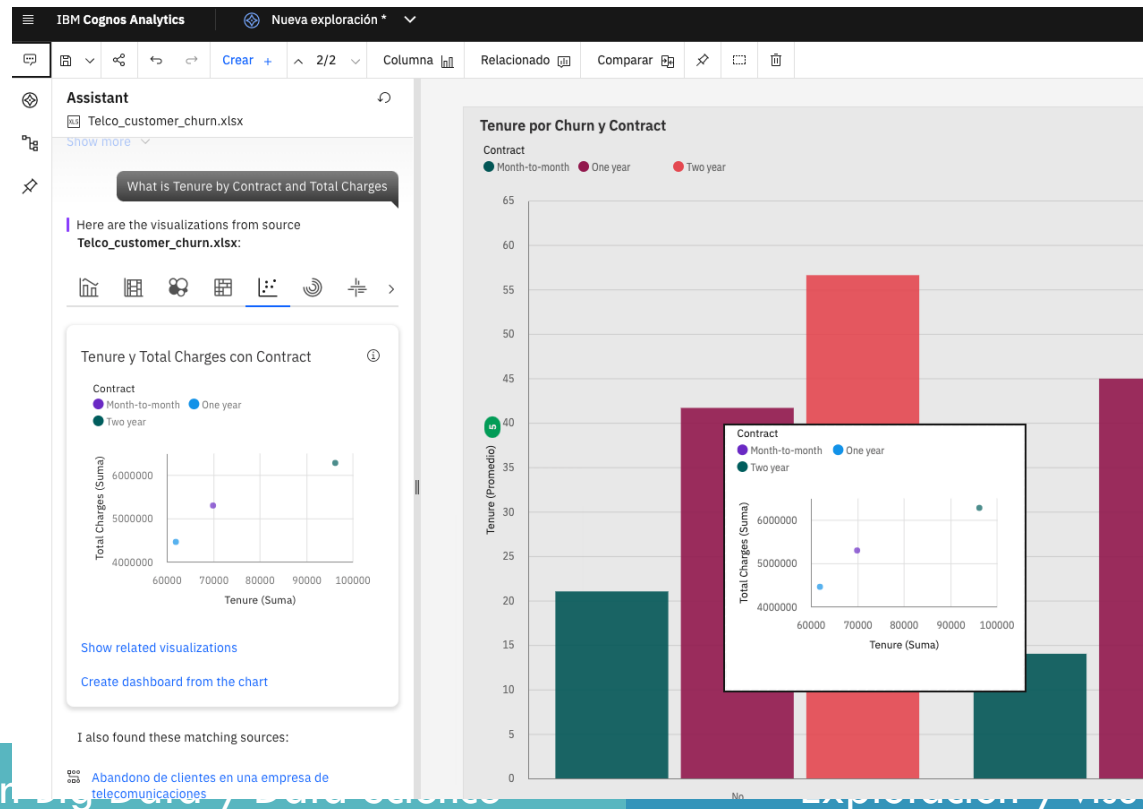 IBM Cognos Analytics
Nueva exploración *
Crear +
2/2
Columna
Relacionado
Comparar
Assistant
XLS
Telco_customer_churn.xlsx
Show more
What is Tenure by Contract and Total Charges
Here are the visualizations from source
Telco_customer_churn.xlsx:
Tenure y Total Charges con Contract
Contract
Month-to-month
One year
Two year
Total Charges (Suma)
6000000
5000000
4000000
60000 70000 80000 90000 100000
Tenure (Suma)
Show related visualizations
Create dashboard from the chart
I also found these matching sources:
Abandono de clientes en una empresa de
telecomunicaciones
Tenure por Churn y Contract
Contract
Month-to-month One year Two year
65
60
55
50
45
40
35
30
25
20
15
10
5
0
5
Tenure (Promedio)
No
Contract
Month-to-month One year
Two year
Total Charges (Suma)
6000000
5000000
4000000
60000 70000 80000 90000 100000
Tenure (Suma)